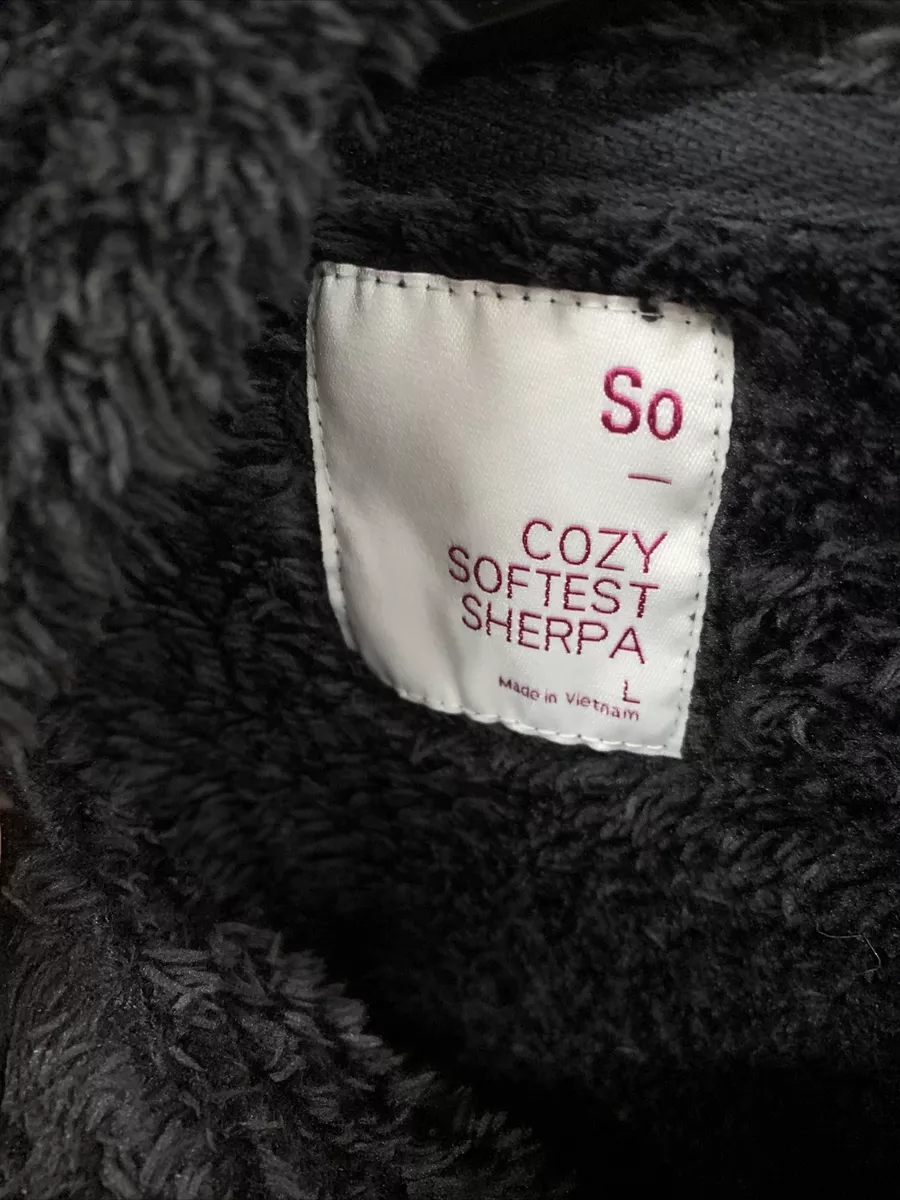 So
—
COZY
SOFTEST
SHERPA
L
Made in Vietnam